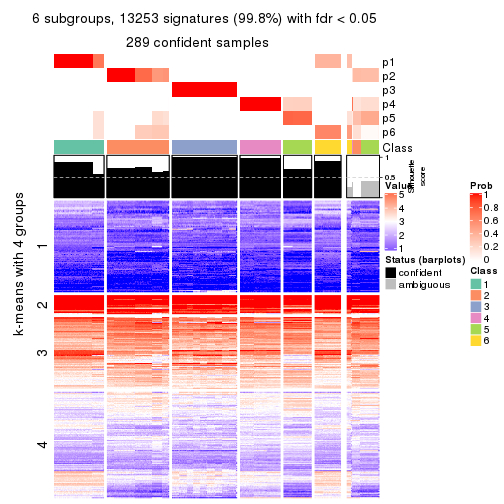 6 subgroups, 13253 signatures (99.8%) with fdr < 0.05
289 confident samples
p1
p2
p3
p4
p5
p6
Class
1
0.5
0
Silhouette
score
k-means with 4 groups
1
2
3
4
Value
5
4
3
2
1
Status (barplots)
confident
ambiguous
Prob
1
0.8
0.6
0.4
0.2
0
Class
1
2
3
4
5
6